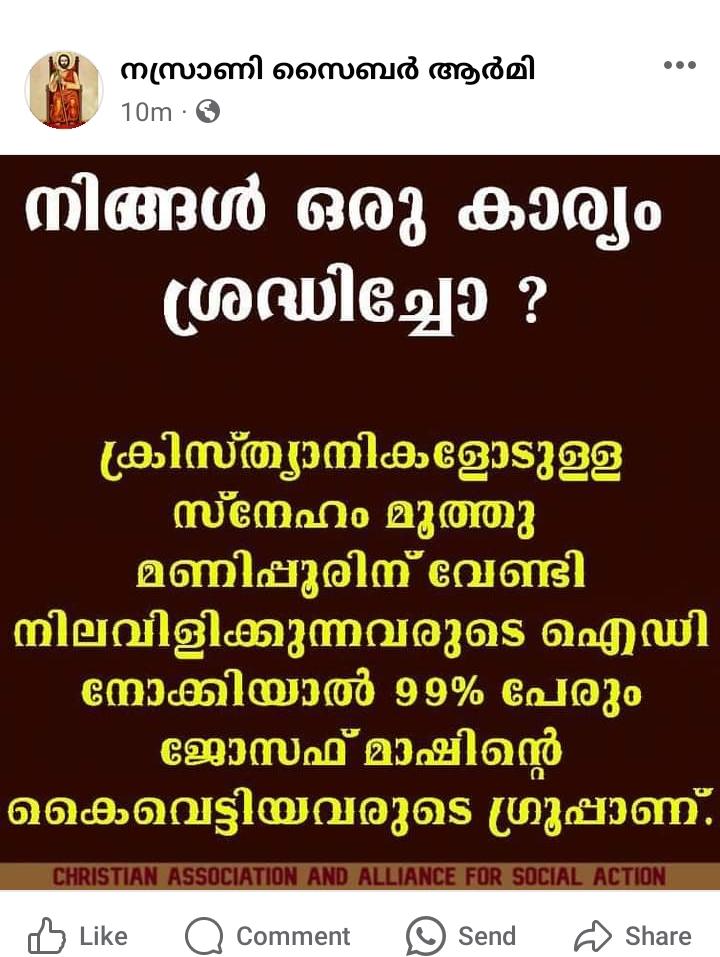 നസ്രാണി സൈബർ ആർമി
10m ·
നിങ്ങൾ ഒരു കാര്യം
ശ്രദ്ധിച്ചോ ?
ക്രിസ്ത്യാനികളോടുള്ള
സ്നേഹം മൂത്തു
മണിപ്പൂരിന് വേണ്ടി
നിലവിളിക്കുന്നവരുടെ ഐഡി
നോക്കിയാൽ 99% പേരും
ജോസഫ് മാഷിന്റെ
കൈവെട്ടിയവരുടെ ഗ്രൂപ്പാണ്.
CHRISTIAN ASSOCIATION AND ALLIANCE FOR SOCIAL ACTION
Like Comment Send Share